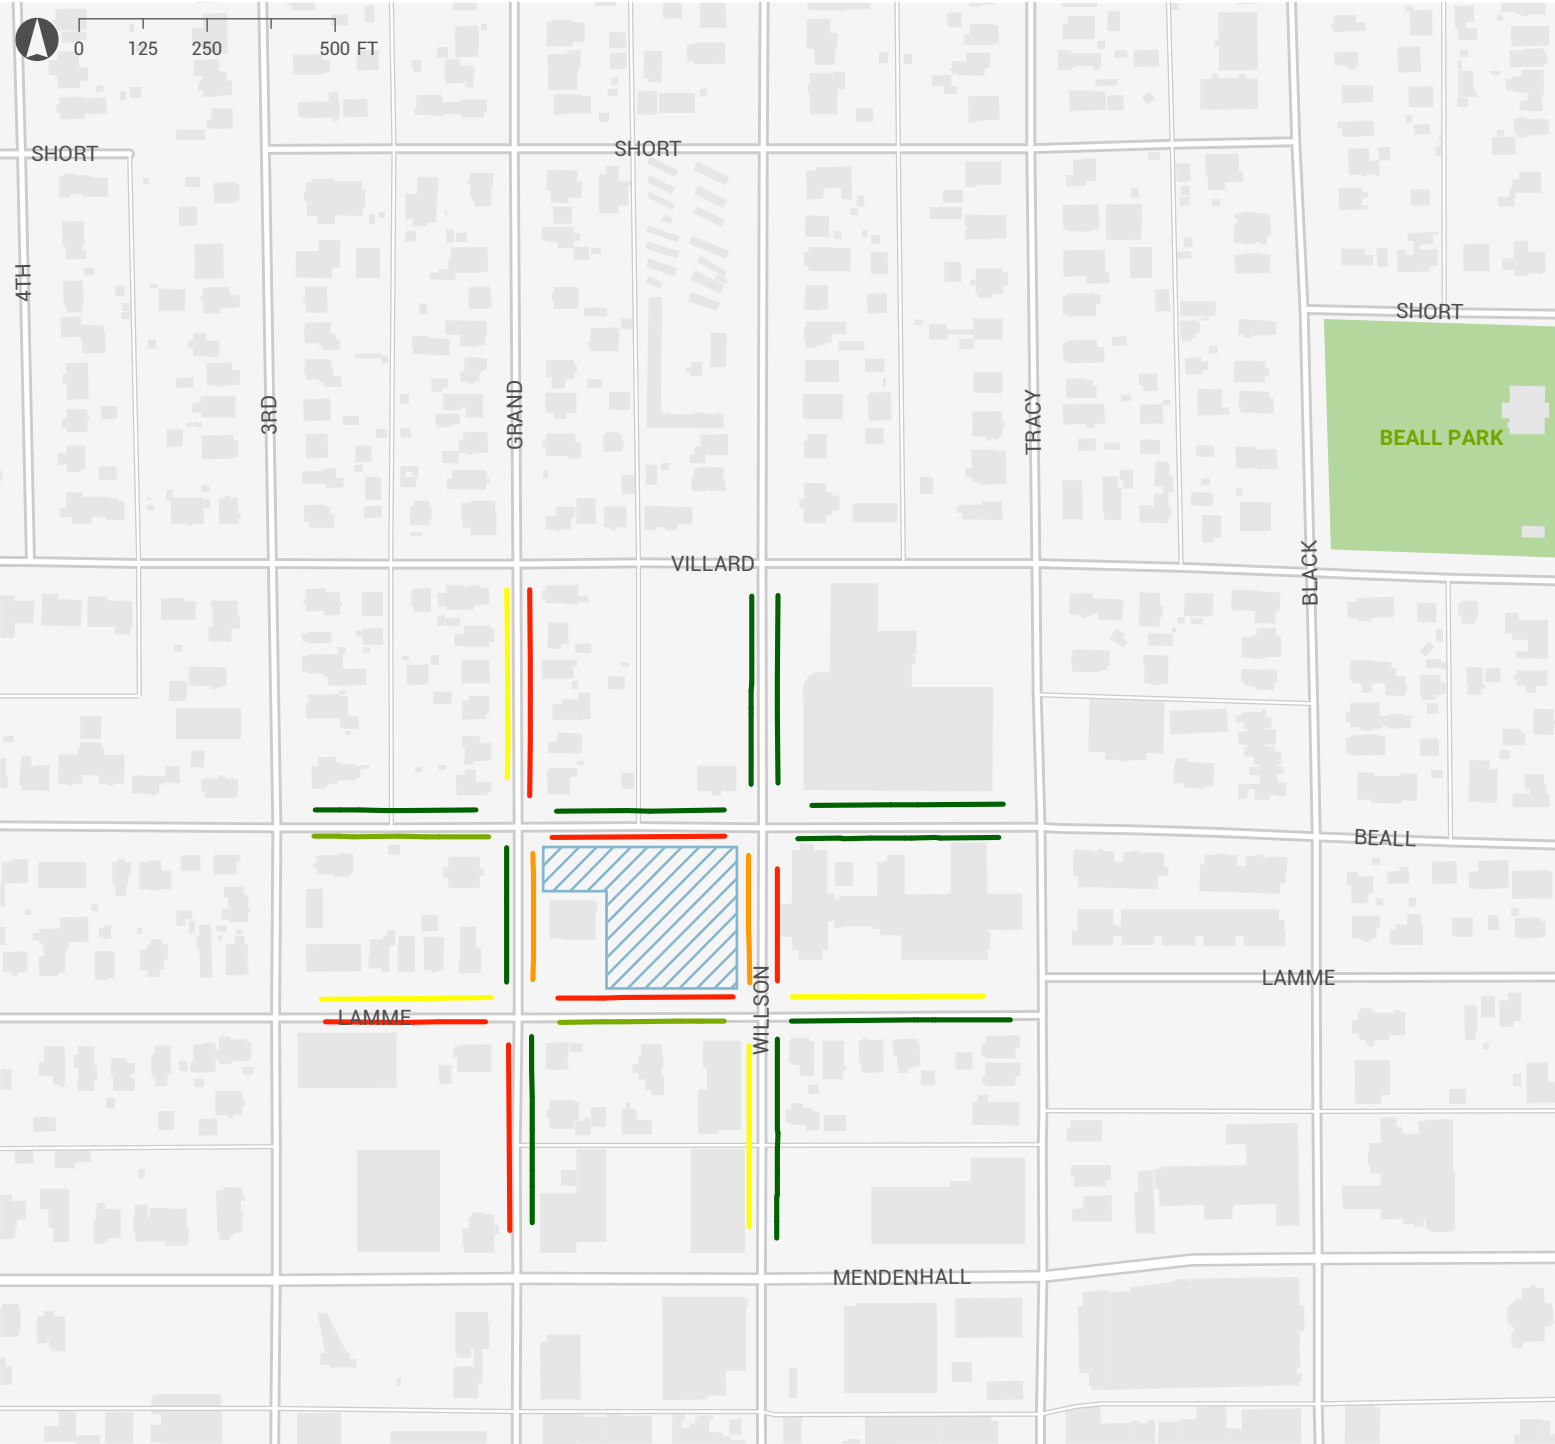 0 125 250 500 FT
SHORT
SHORT
4TH
SHORT
3RD
GRAND
TRACY
BEALL PARK
VILLARD
BLACK
BEALL
LAMME
WILLSON
LAMME
MENDENHALL